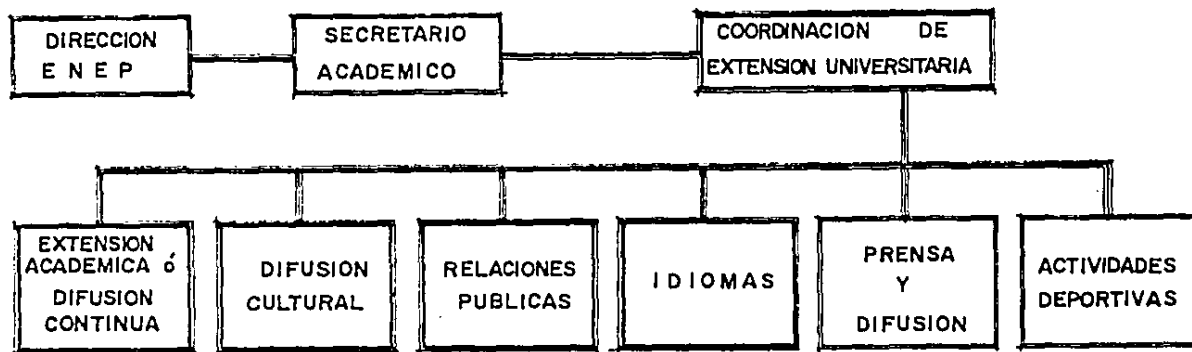 DIRECCION
E N E P
SECRETARIO
ACADEMICO
COORDINACION DE
EXTENSION UNIVERSITARIA
EXTENSION
ACADEMICA ó
DIFUSION
CONTINUA
DIFUSION
CULTURAL
RELACIONES
PUBLICAS
IDIOMAS
PRENSA
Y
DIFUSION
ACTIVIDADES
DEPORTIVAS